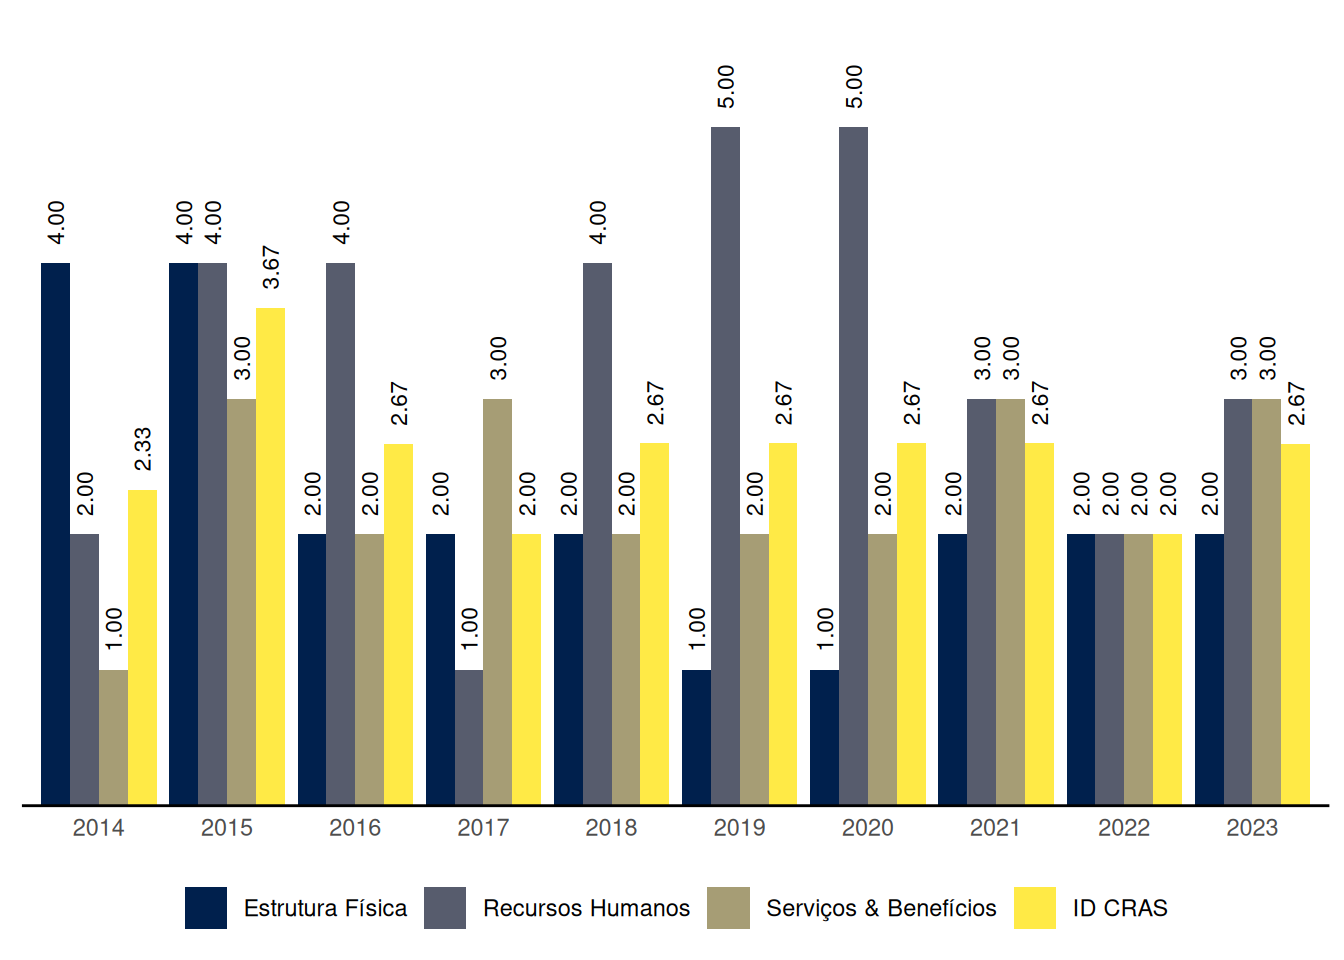 5.00 5.00
4.00 4.00 4.00 4.00 4.00
3.67
3.00 3.00 3.00 3.00 3.00 3.00
2.67 2.67 2.67 2.67 2.67 2.67
2.33
2.00 2.00 2.00 2.00 2.00 2.00 2.00 2.00 2.00 2.00 2.00 2.00 2.00 2.00 2.00
1.00 1.00 1.00 1.00
2014 2015 2016 2017 2018 2019 2020 2021 2022 2023
Estrutura Física Recursos Humanos Serviços & Benefícios ID CRAS